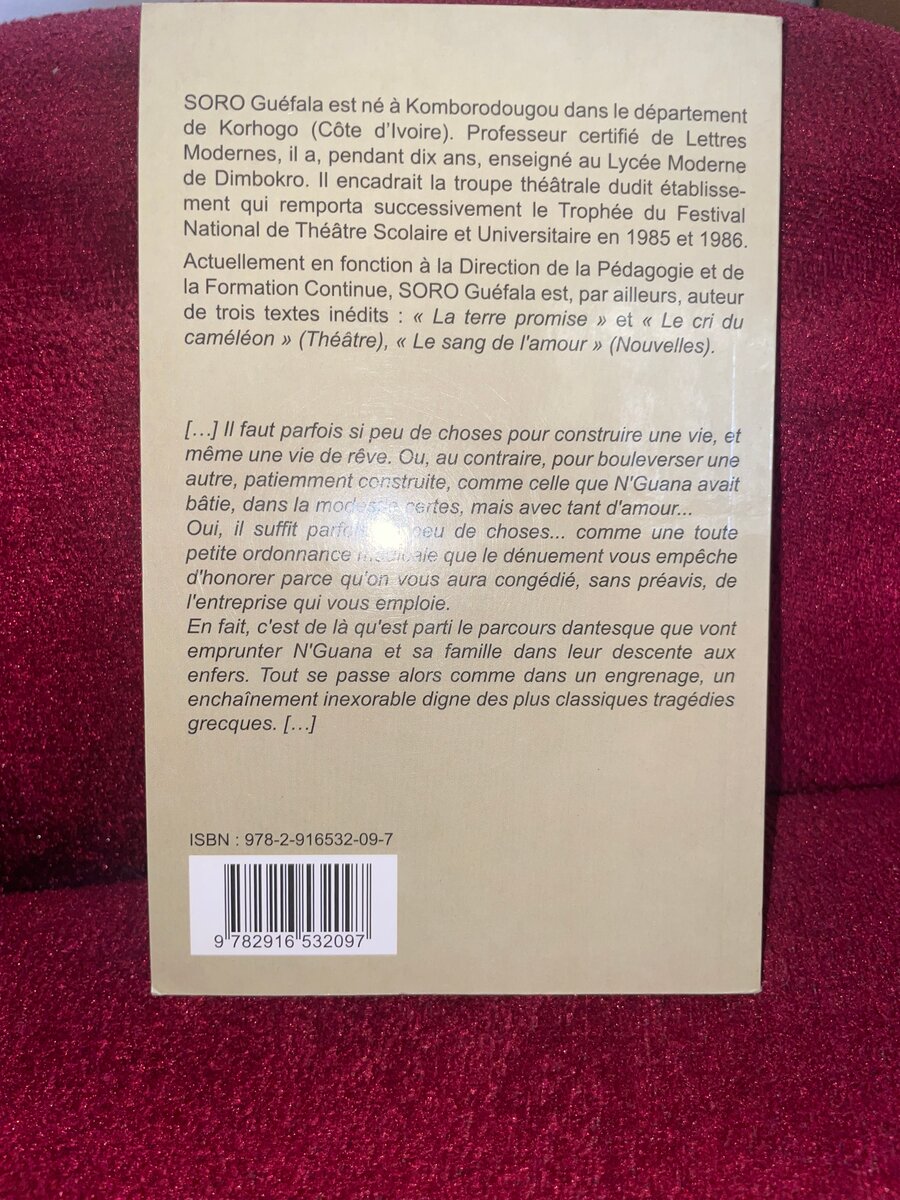 SORO Guéfala est né à Komborodougou dans le département
de Korhogo (Côte d’Ivoire). Professeur certifié de Lettres
Modernes, il a, pendant dix ans, enseigné au Lycée Moderne
de Dimbokro. Il encadrait la troupe théâtrale dudit établisse-
ment qui remporta successivement le Trophée du Festival
National de Théâtre Scolaire et Universitaire en 1985 et 1986.
Actuellement en fonction à la Direction de la Pédagogie et de
la Formation Continue, SORO Guéfala est, par ailleurs, auteur
de trois textes inédits : « La terre promise » et « Le cri du
caméléon » (Théâtre), « Le sang de l'amour » (Nouvelles).
[…] Il faut parfois si peu de choses pour construire une vie, et
même une vie de rêve. Ou, au contraire, pour bouleverser une
autre, patiemment construite, comme celle que N'Guana avait
bâtie, dans la modestie certes, mais avec tant d'amour...
Oui, il suffit parfois peu de choses... comme une toute
petite ordonnance médicale que le dénuement vous empêche
d'honorer parce qu'on vous aura congédié, sans préavis, de
l'entreprise qui vous emploie.
En fait, c'est de là qu'est parti le parcours dantesque que vont
emprunter N'Guana et sa famille dans leur descente aux
enfers. Tout se passe alors comme dans un engrenage, un
enchaînement inexorable digne des plus classiques tragédies
grecques. […]
ISBN : 978-2-916532-09-7
9 782916 532097